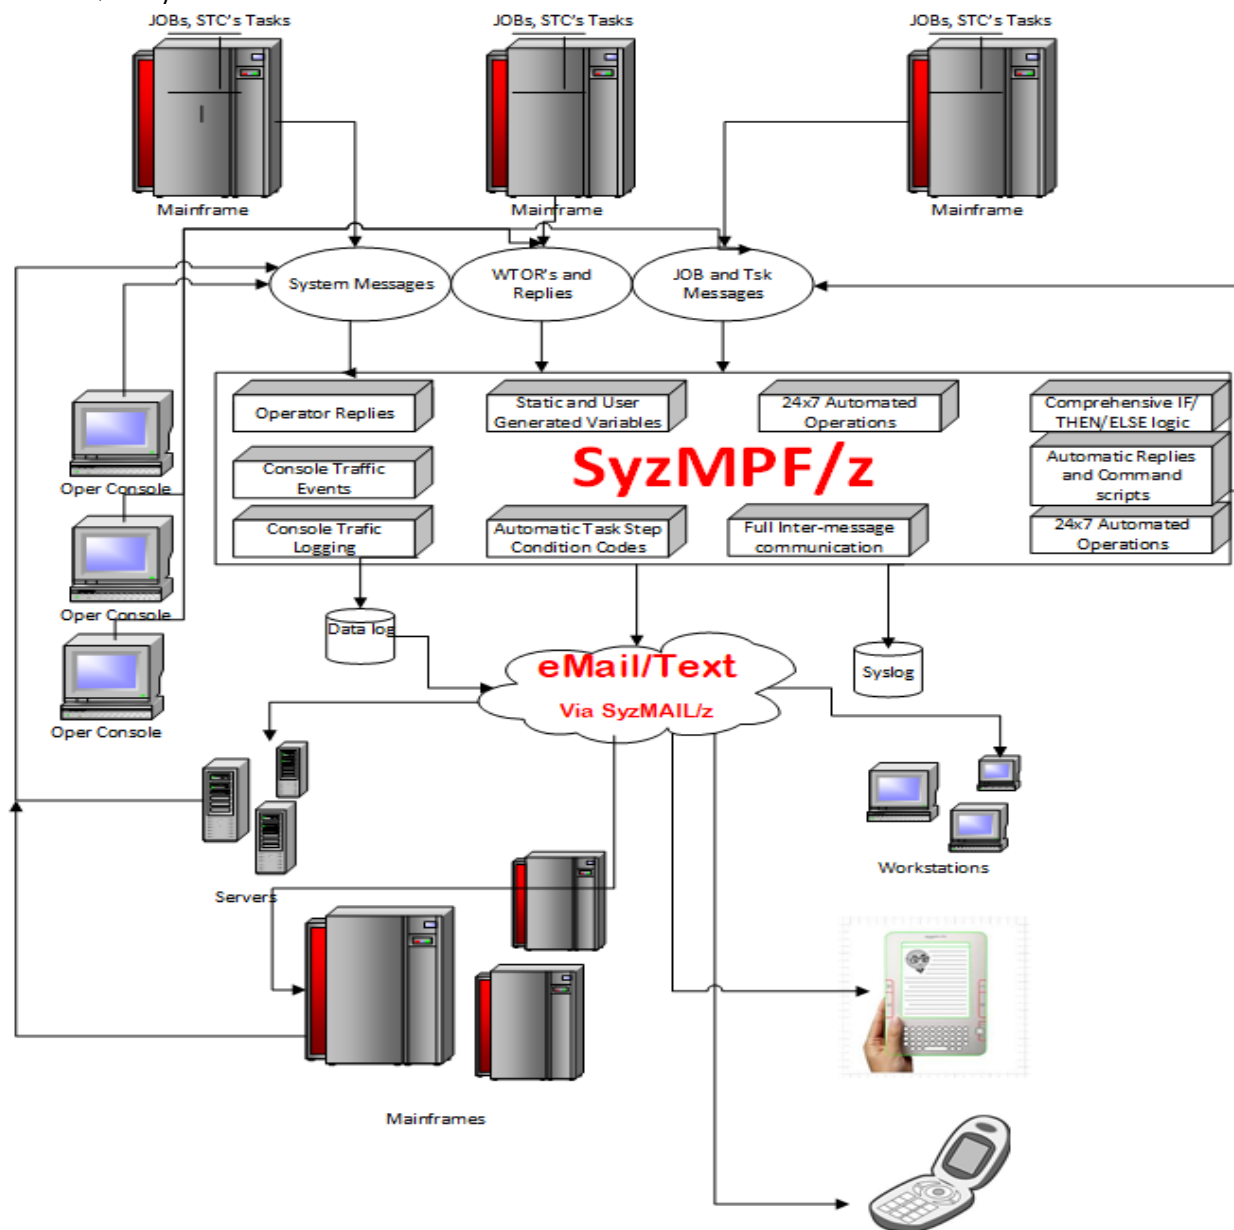 JOBs, STC's Tasks
JOBs, STC's Tasks
JOBs, STC's Tasks
Mainframe
Mainframe
Mainframe
System Messages
WTOR's and
Replies
JOB and Tsk
Messages
Operator Replies
Static and User
Generated Variables
24x7 Automated
Operations
Comprehensive IF/
THEN/ELSE logic
SyzMPF/z
Console Traffic
Events
Automatic Replies
and Command
scripts
Console Trafic
Logging
Automatic Task Step
Condition Codes
Full Inter-message
communication
24x7 Automated
Operations
Oper Console
Oper Console
Oper Console
Data log
Syslog
eMail/Text
Via SyzMAIL/z
Servers
Workstations
Mainframes